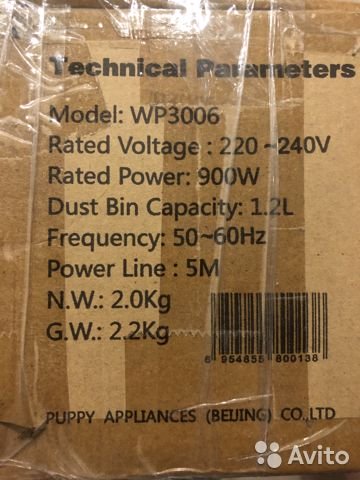 Technical Parameters
Model: WP3006
Rated Voltage : 220 ~240V
Rated Power: 900W
Dust Bin Capacity: 1.2L
Frequency: 50~60Hz
Power Line : 5M
N.W.: 2.0Kg
G.W.: 2.2Kg
6 954855 800138
PUPPY APPLIANCES (BEIJING) CO.,LTD
Avito